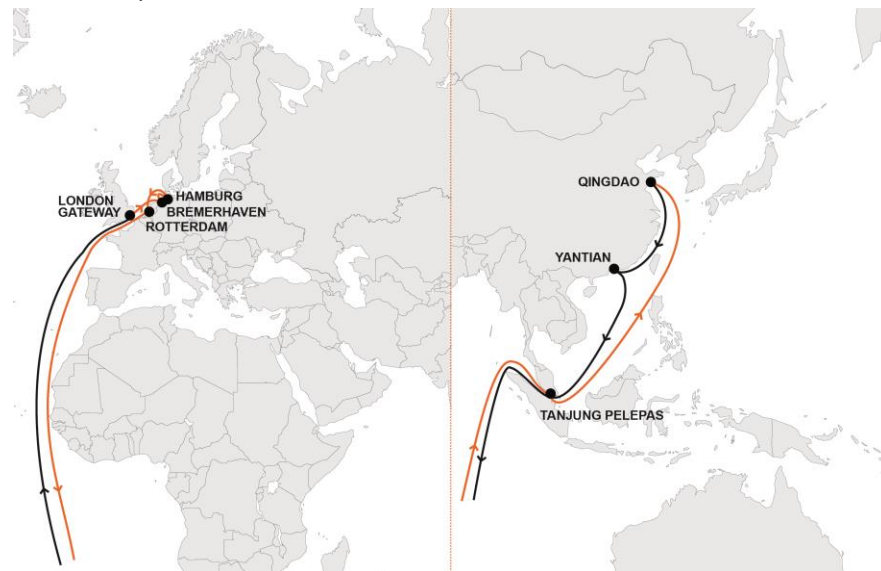 LONDON
GATEWAY
HAMBURG
BREMERHAVEN
ROTTERDAM
QINGDAO
YANTIAN
TANJUNG PELEPAS